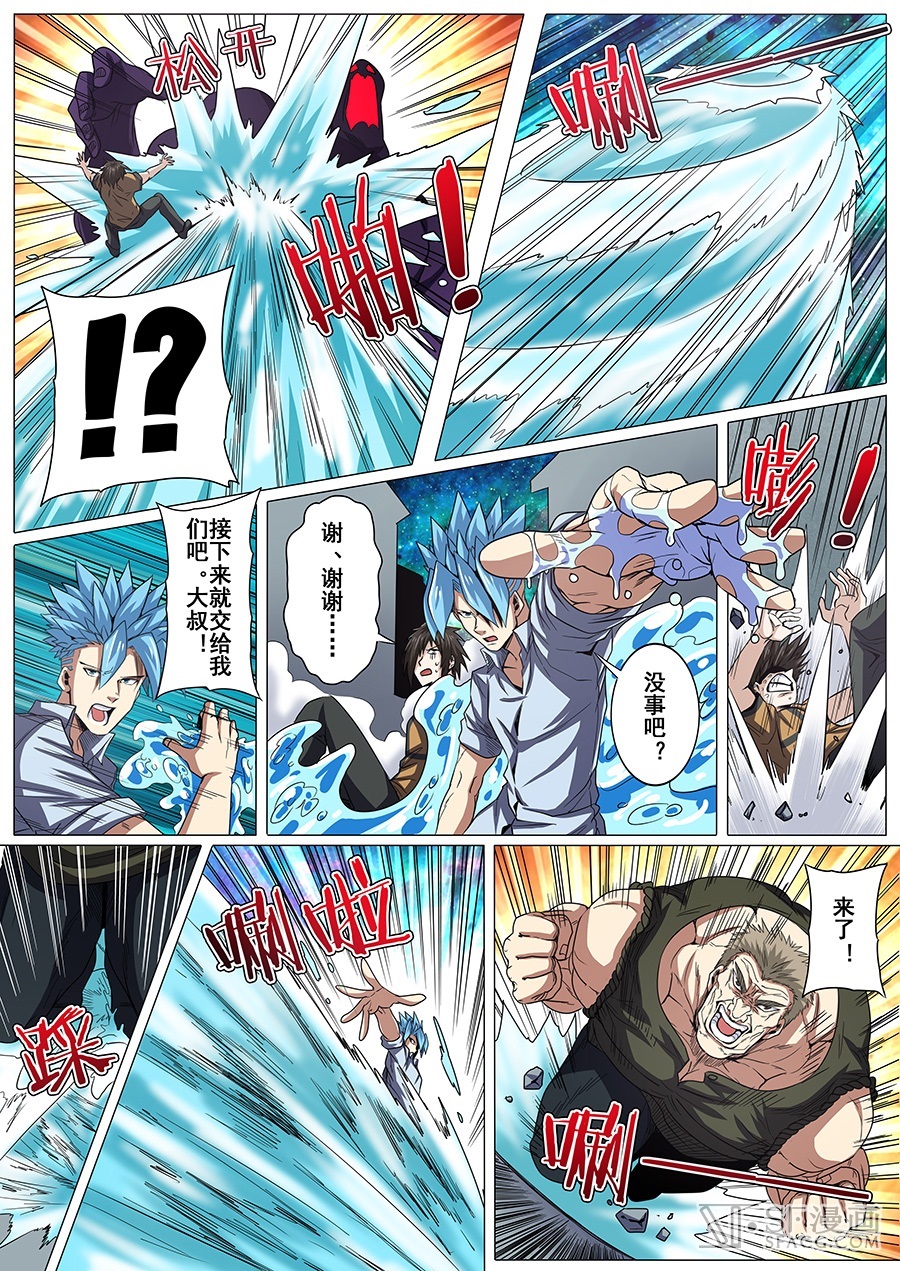 唰——
松开
啪！
!?
嘭！
没事吧？
谢、谢谢……
接下来就交给我
们吧。大叔！
来了！
唰——
唰啦
踩
SF漫画
SFACG.COM